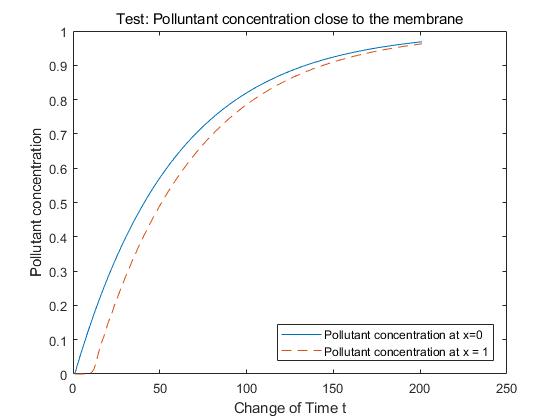 Test: Polluntant concentration close to the membrane
1
0.9
0.8
0.7
0.6
0.5
0.4
0.3
0.2
0.1
0
Pollutant concentration
Pollutant concentration at x=0
Pollutant concentration at x = 1
0 50 100 150 200 250
Change of Time t